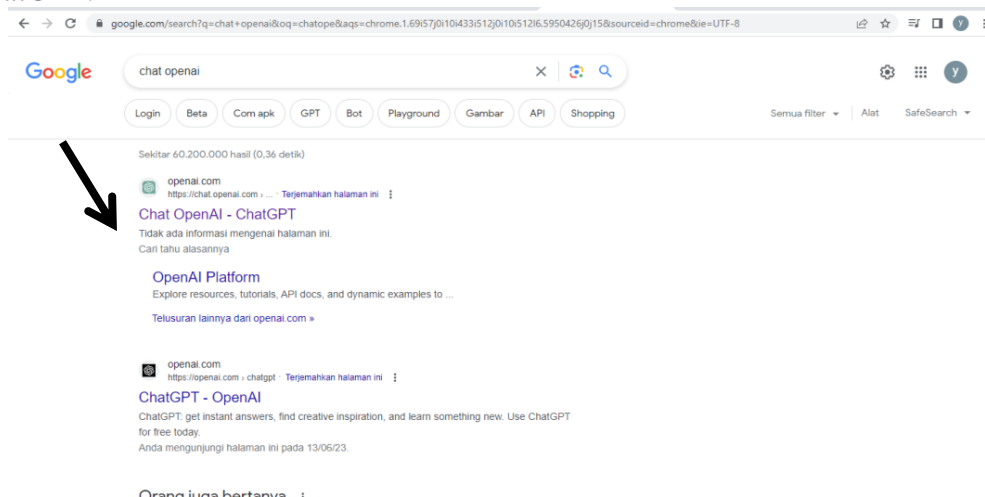 google.com/search?q=chat+openai&oq=chatope&aqs=chrome.1.69i57j0i10i433i512j0i10i512l6.5950426j0j15&sourceid=chrome&ie=UTF-8
y
Google
chat openai
y
Login
Beta
Com apk
GPT
Bot
Playground
Gambar
API
Shopping
Semua filter
Alat
SafeSearch
Sekitar 60.200.000 hasil (0,36 detik)
openai.com
https://chat.openai.com › ... · Terjemahkan halaman ini
Chat OpenAI - ChatGPT
Tidak ada informasi mengenai halaman ini.
Cari tahu alasannya
OpenAI Platform
Explore resources, tutorials, API docs, and dynamic examples to ...
Telusuran lainnya dari openai.com »
openai.com
https://openai.com › chatgpt · Terjemahkan halaman ini
ChatGPT - OpenAI
ChatGPT: get instant answers, find creative inspiration, and learn something new. Use ChatGPT
for free today.
Anda mengunjungi halaman ini pada 13/06/23.
Orang juga bertanya